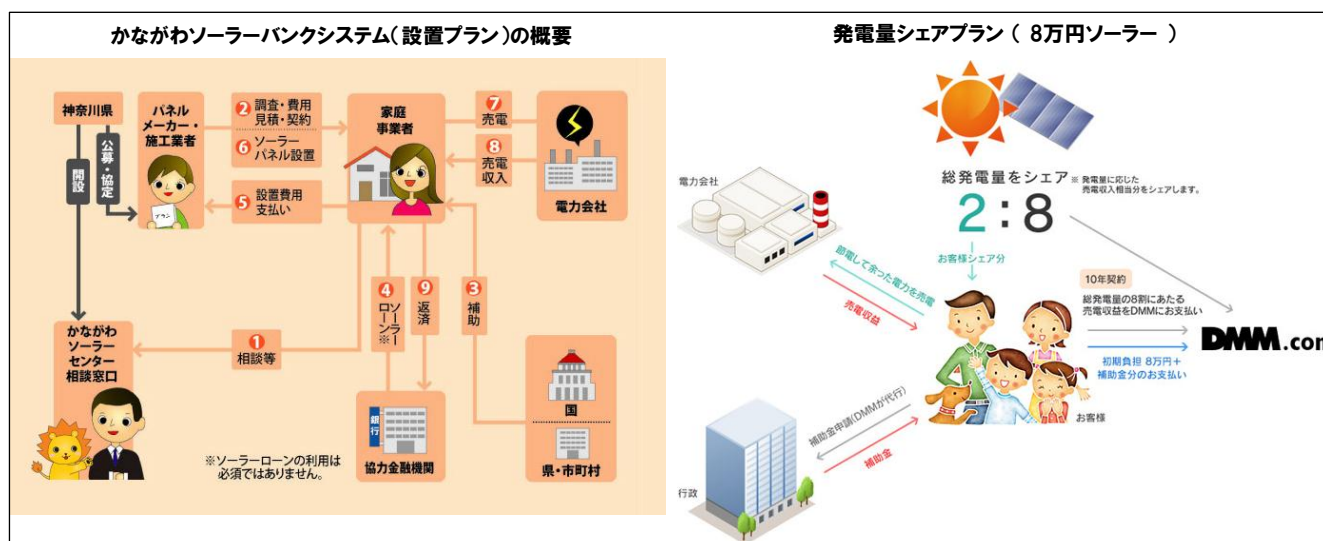 かながわソーラーバンクシステム(設置プラン)の概要
神奈川県
パネル
メーカー・
施工業者
プラン
公募・協定
開設
❷ 調査・費用
見積・契約
❻ ソーラー
パネル設置
❺ 設置費用
支払い
家庭
事業者
❼
売電
❽
売電
収入
電力会社
❹
ソーラー
ローン※
❾
返済
❸
補助
❶
相談等
かながわ
ソーラー
センター
相談窓口
※ソーラーローンの利用は
必須ではありません。
銀行
協力金融機関
国
県・市町村
発電量シェアプラン( 8万円ソーラー )
電力会社
総発電量をシェア
※ 発電量に応じた
売電収入相当分をシェアします。
2:8
お客様シェア分
節電して余った電力を売電
売電収益
10年契約
総発電量の8割にあたる
売電収益をDMMにお支払い
DMM.com
初期負担 8万円+
補助金分のお支払い
お客様
補助金申請(DMMが代行)
補助金
行政